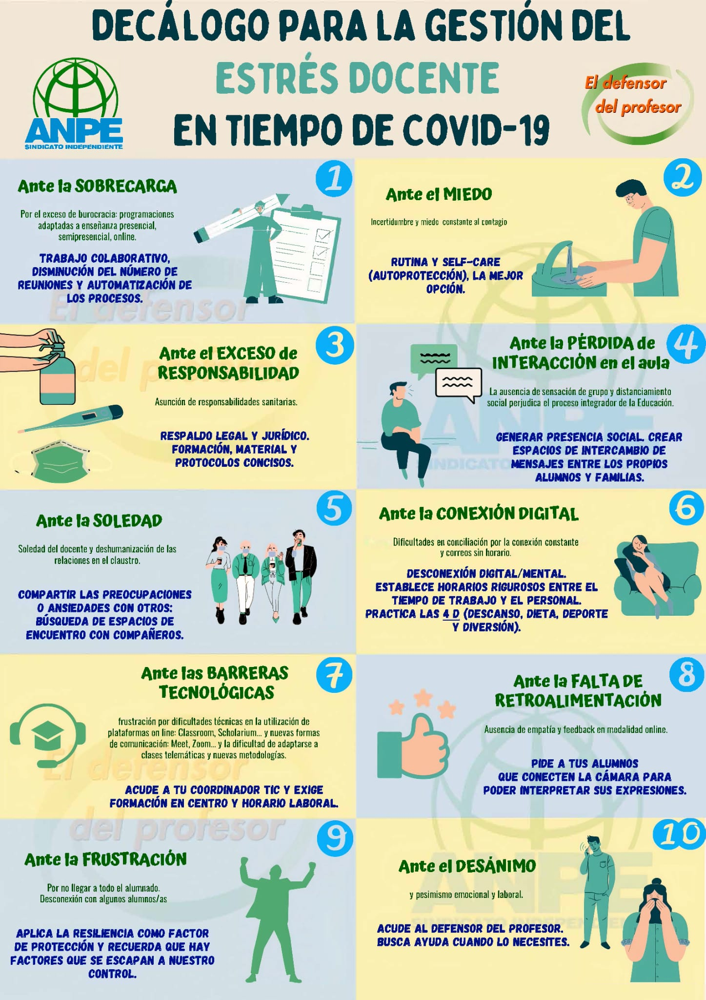 DECÁLOGO PARA LA GESTIÓN DEL
ESTRÉS DOCENTE
EN TIEMPO DE COVID-19
ANPE
SINDICATO INDEPENDIENTE
El defensor
del profesor
1
Ante la SOBRECARGA
Por el exceso de burocracia: programaciones
adaptadas a enseñanza presencial,
semipresencial, online.
TRABAJO COLABORATIVO,
DISMINUCIÓN DEL NÚMERO DE
REUNIONES Y AUTOMATIZACIÓN DE
LOS PROCESOS.
2
Ante el MIEDO
Incertidumbre y miedo constante al contagio
RUTINA Y SELF-CARE
(AUTOPROTECCIÓN), LA MEJOR
OPCIÓN.
3
Ante el EXCESO de
RESPONSABILIDAD
Asunción de responsabilidades sanitarias.
RESPALDO LEGAL Y JURÍDICO.
FORMACIÓN, MATERIAL Y
PROTOCOLOS CONCISOS.
4
Ante la PÉRDIDA de
INTERACCIÓN en el aula
La ausencia de sensación de grupo y distanciamiento
social perjudica el proceso integrador de la Educación.
GENERAR PRESENCIA SOCIAL. CREAR
ESPACIOS DE INTERCAMBIO DE
MENSAJES ENTRE LOS PROPIOS
ALUMNOS Y FAMILIAS.
5
Ante la SOLEDAD
Soledad del docente y deshumanización de las
relaciones en el claustro.
COMPARTIR LAS PREOCUPACIONES
O ANSIEDADES CON OTROS:
BÚSQUEDA DE ESPACIOS DE
ENCUENTRO CON COMPAÑEROS.
6
Ante la CONEXIÓN DIGITAL
Dificultades en conciliación por la conexión constante
y correos sin horario.
DESCONEXIÓN DIGITAL/MENTAL.
ESTABLECE HORARIOS RIGUROSOS ENTRE EL
TIEMPO DE TRABAJO Y EL PERSONAL.
PRACTICA LAS 4 D (DESCANSO, DIETA, DEPORTE
Y DIVERSIÓN).
7
Ante las BARRERAS
TECNOLÓGICAS
frustración por dificultades técnicas en la utilización de
plataformas on line: Classroom, Scholarium... y nuevas formas
de comunicación: Meet, Zoom... y la dificultad de adaptarse a
clases telemáticas y nuevas metodologías.
ACUDE A TU COORDINADOR TIC Y EXIGE
FORMACIÓN EN CENTRO Y HORARIO LABORAL.
8
Ante la FALTA DE
RETROALIMENTACIÓN
Ausencia de empatía y feedback en modalidad online.
PIDE A TUS ALUMNOS
QUE CONECTEN LA CÁMARA PARA
PODER INTERPRETAR SUS EXPRESIONES.
9
Ante la FRUSTRACIÓN
Por no llegar a todo el alumnado.
Desconexión con algunos alumnos/as
APLICA LA RESILIENCIA COMO FACTOR
DE PROTECCIÓN Y RECUERDA QUE HAY
FACTORES QUE SE ESCAPAN A NUESTRO
CONTROL.
10
Ante el DESÁNIMO
y pesimismo emocional y laboral.
ACUDE AL DEFENSOR DEL PROFESOR.
BUSCA AYUDA CUANDO LO NECESITES.
El defensor
del profesor
ANPE
SINDICATO
El defensor
del profesor
ANPE
SINDICATO INDEPENDIENTE